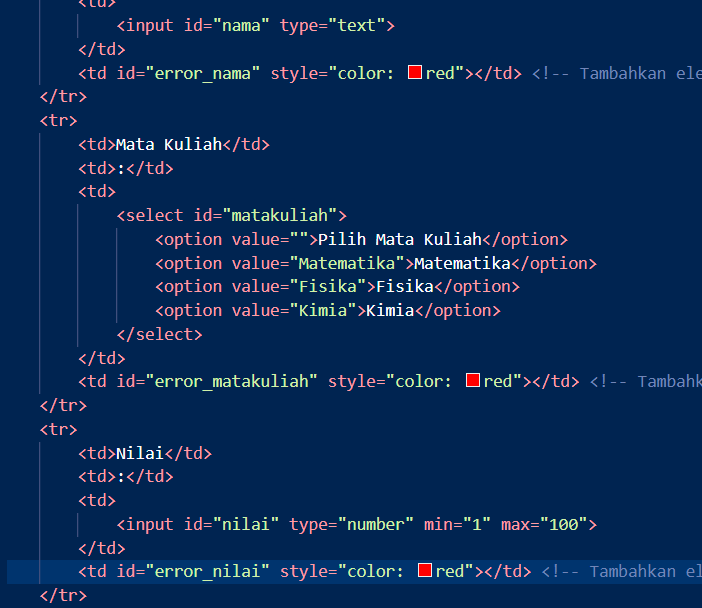 <td>
<input id="nama" type="text">
</td>
<td id="error_nama" style="color: red"></td> <!-- Tambahkan ele
</tr>
<tr>
<td>Mata Kuliah</td>
<td>:</td>
<td>
<select id="matakuliah">
<option value="">Pilih Mata Kuliah</option>
<option value="Matematika">Matematika</option>
<option value="Fisika">Fisika</option>
<option value="Kimia">Kimia</option>
</select>
</td>
<td id="error_matakuliah" style="color: red"></td> <!-- Tambahk
</tr>
<tr>
<td>Nilai</td>
<td>:</td>
<td>
<input id="nilai" type="number" min="1" max="100">
</td>
<td id="error_nilai" style="color: red"></td> <!-- Tambahkan el
</tr>